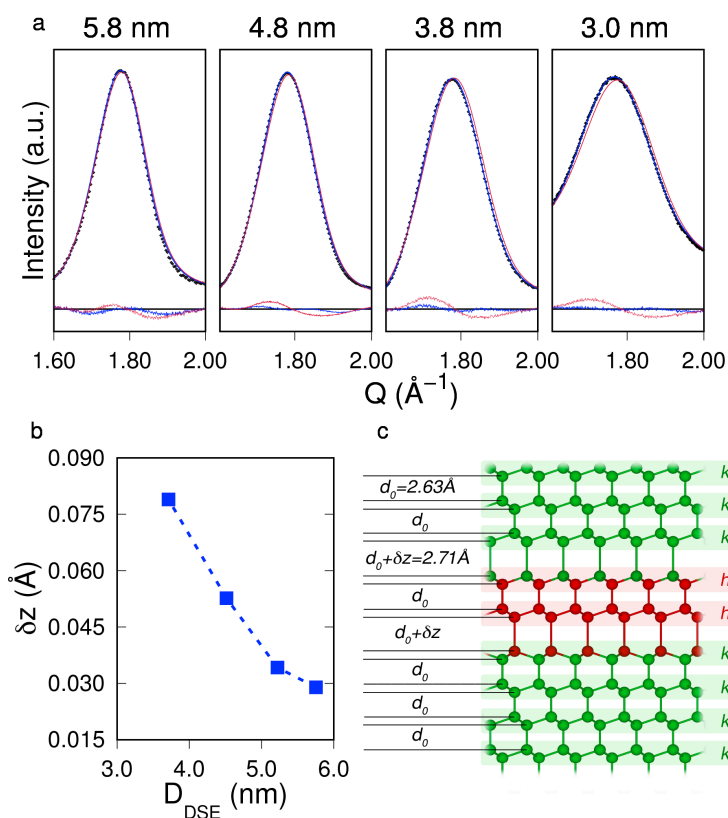 a
5.8 nm 4.8 nm 3.8 nm 3.0 nm
Intensity (a.u.)
1.60 1.80 2.00 1.80 2.00 1.80 2.00 1.80 2.00
Q (Å⁻¹)
b
0.090
0.075
0.060
0.045
0.030
0.015
δz (Å)
3.0 4.0 5.0 6.0
D_DSE (nm)
c
d₀=2.63Å
d₀
d₀+δz=2.71Å
d₀
d₀+δz
d₀
d₀
d₀
k
k
k
h
h
k
k
k
k